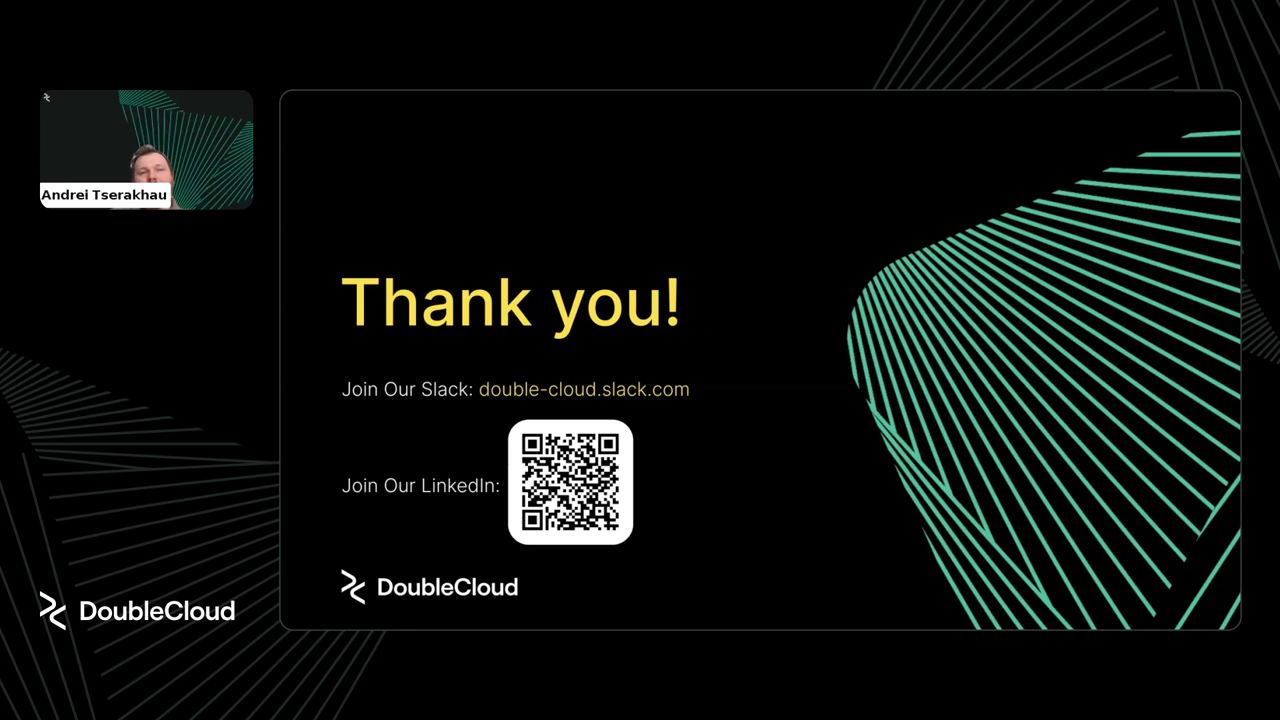 Andrei Tserakhau
Thank you!
Join Our Slack: double-cloud.slack.com
Join Our LinkedIn:
DoubleCloud
DoubleCloud